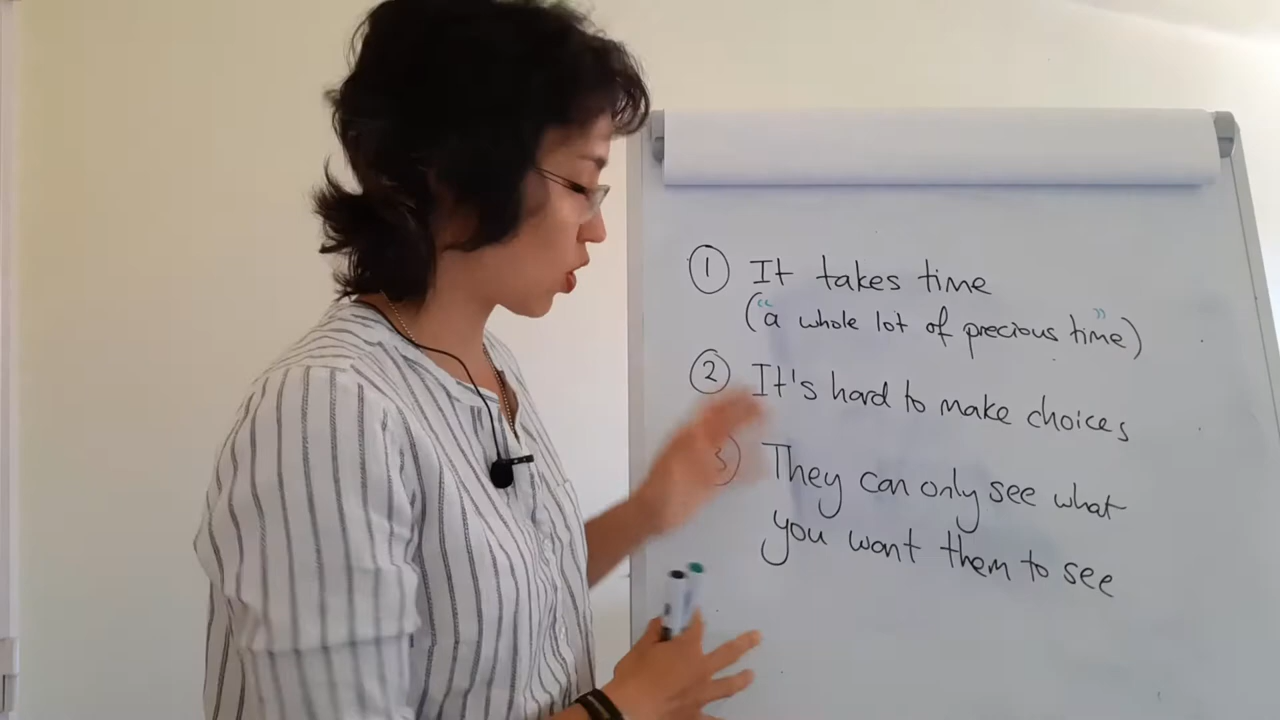 ① It takes time
(“a whole lot of precious time”)
② It's hard to make choices
③ They can only see what
you want them to see